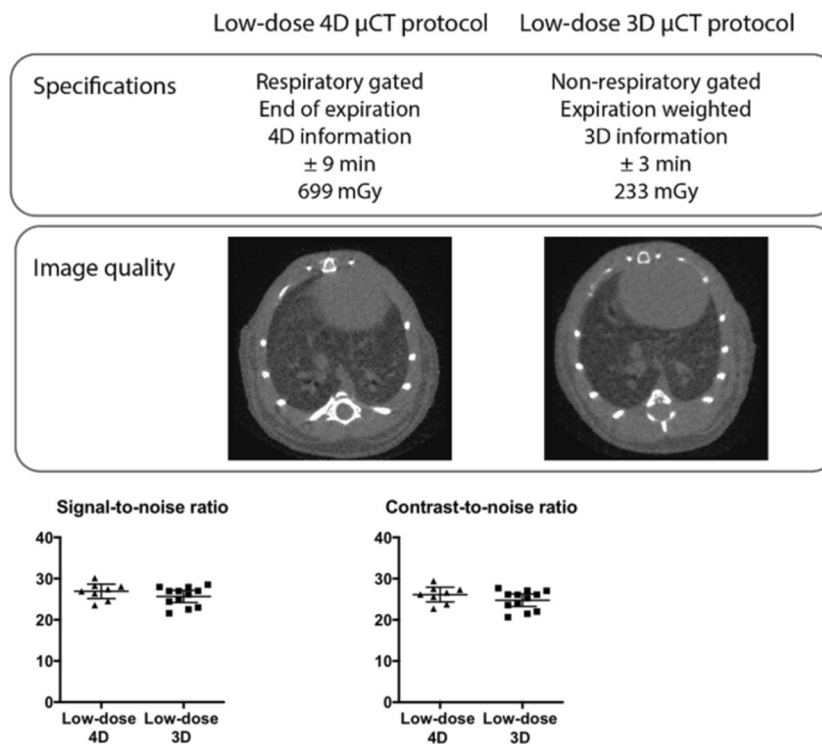 Low-dose 4D µCT protocol
Low-dose 3D µCT protocol
Specifications
Respiratory gated
End of expiration
4D information
± 9 min
699 mGy
Non-respiratory gated
Expiration weighted
3D information
± 3 min
233 mGy
Image quality
Signal-to-noise ratio
40
30
20
10
0
Low-dose
4D
Low-dose
3D
Contrast-to-noise ratio
40
30
20
10
0
Low-dose
4D
Low-dose
3D